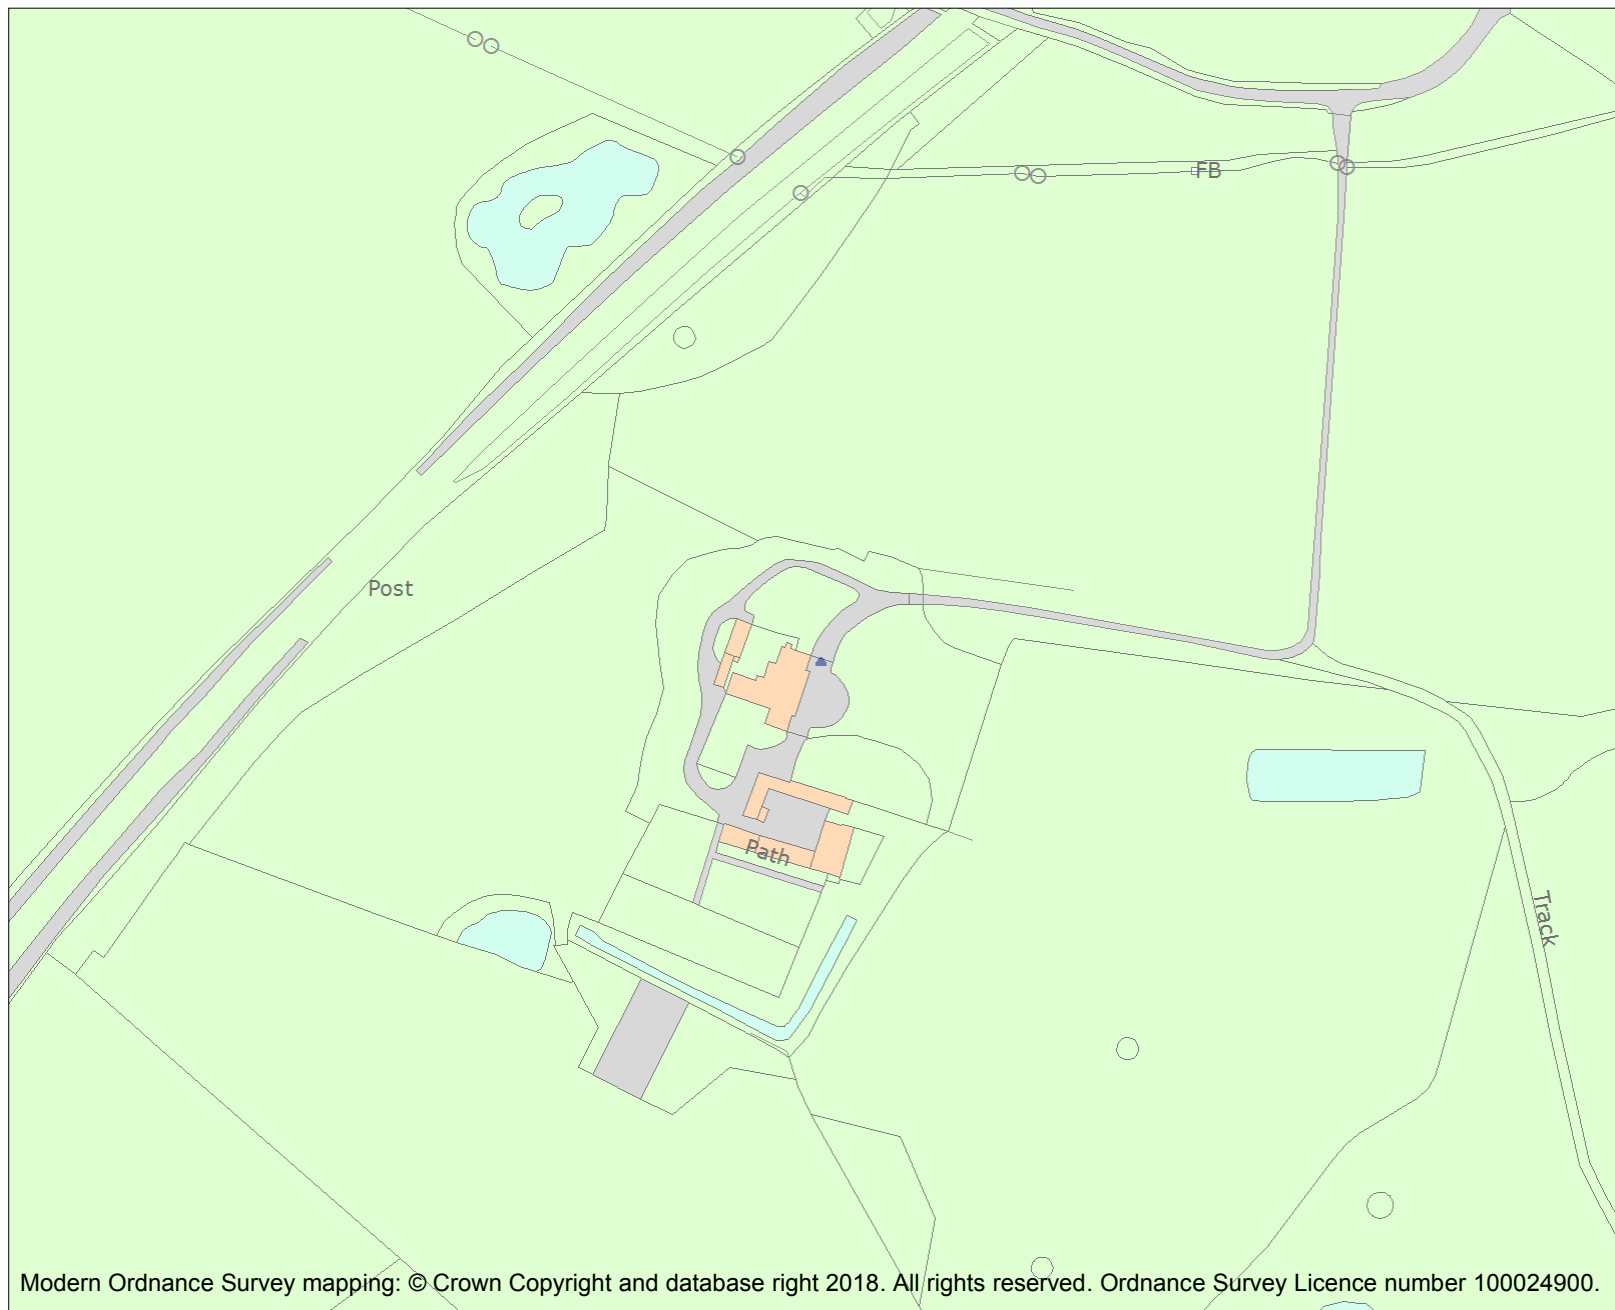 FB
Post
Path
Track
Modern Ordnance Survey mapping: © Crown Copyright and database right 2018. All rights reserved. Ordnance Survey Licence number 100024900.